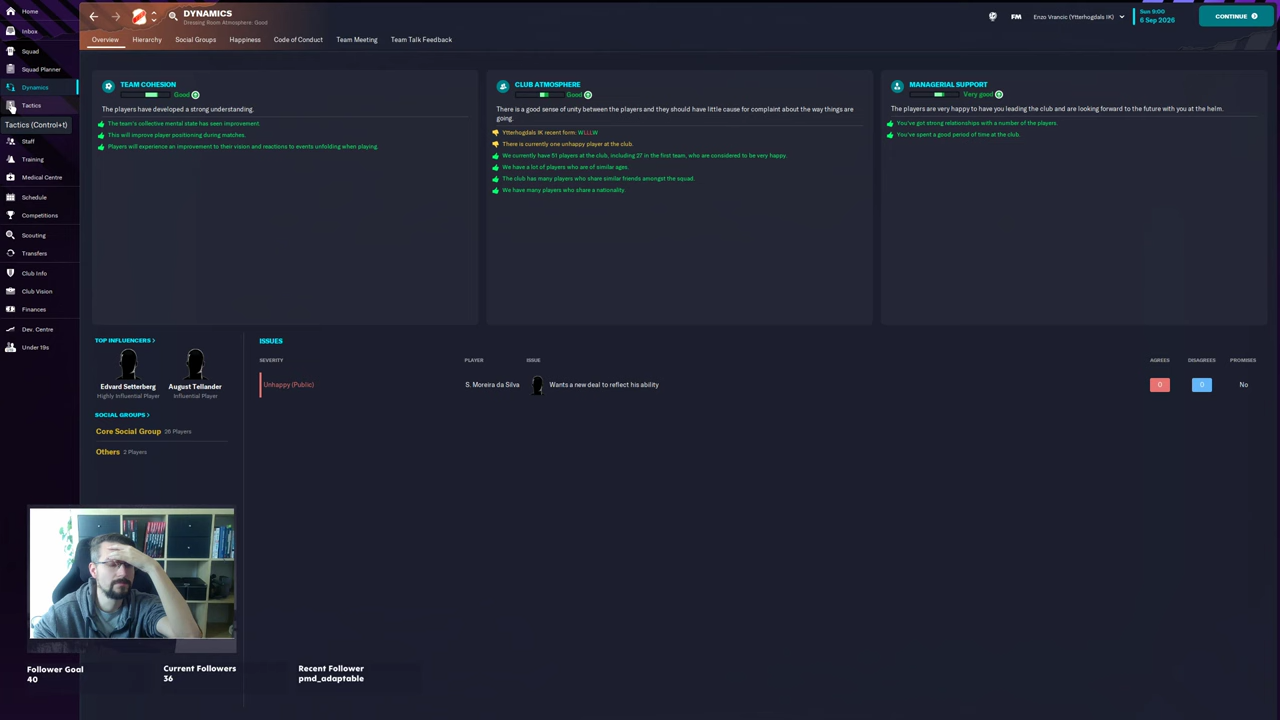 Home
Inbox
Squad
Squad Planner
Dynamics
Tactics
Tactics (Control+t)
Staff
Training
Medical Centre
Schedule
Competitions
Scouting
Transfers
Club Info
Club Vision
Finances
Dev. Centre
Under 19s
DYNAMICS
Dressing Room Atmosphere: Good
FM
Enzo Vrancic (Ytterhogdals IK)
Sun 9:00
6 Sep 2026
CONTINUE
Overview
Hierarchy
Social Groups
Happiness
Code of Conduct
Team Meeting
Team Talk Feedback
TEAM COHESION
Good
The players have developed a strong understanding.
The team's collective mental state has seen improvement.
This will improve player positioning during matches.
Players will experience an improvement to their vision and reactions to events unfolding when playing.
CLUB ATMOSPHERE
Good
There is a good sense of unity between the players and they should have little cause for complaint about the way things are
going.
Ytterhogdals IK recent form: WLLLW
There is currently one unhappy player at the club.
We currently have 51 players at the club, including 27 in the first team, who are considered to be very happy.
We have a lot of players who are of similar ages.
The club has many players who share similar friends amongst the squad.
We have many players who share a nationality.
MANAGERIAL SUPPORT
Very good
The players are very happy to have you leading the club and are looking forward to the future with you at the helm.
You've got strong relationships with a number of the players.
You've spent a good period of time at the club.
TOP INFLUENCERS >
Edvard Setterberg
Highly Influential Player
August Tellander
Influential Player
SOCIAL GROUPS >
Core Social Group 26 Players
Others 2 Players
ISSUES
SEVERITY
PLAYER
ISSUE
AGREES
DISAGREES
PROMISES
Unhappy (Public)
S. Moreira da Silva
Wants a new deal to reflect his ability
0
0
No
Follower Goal
40
Current Followers
36
Recent Follower
pmd_adaptable